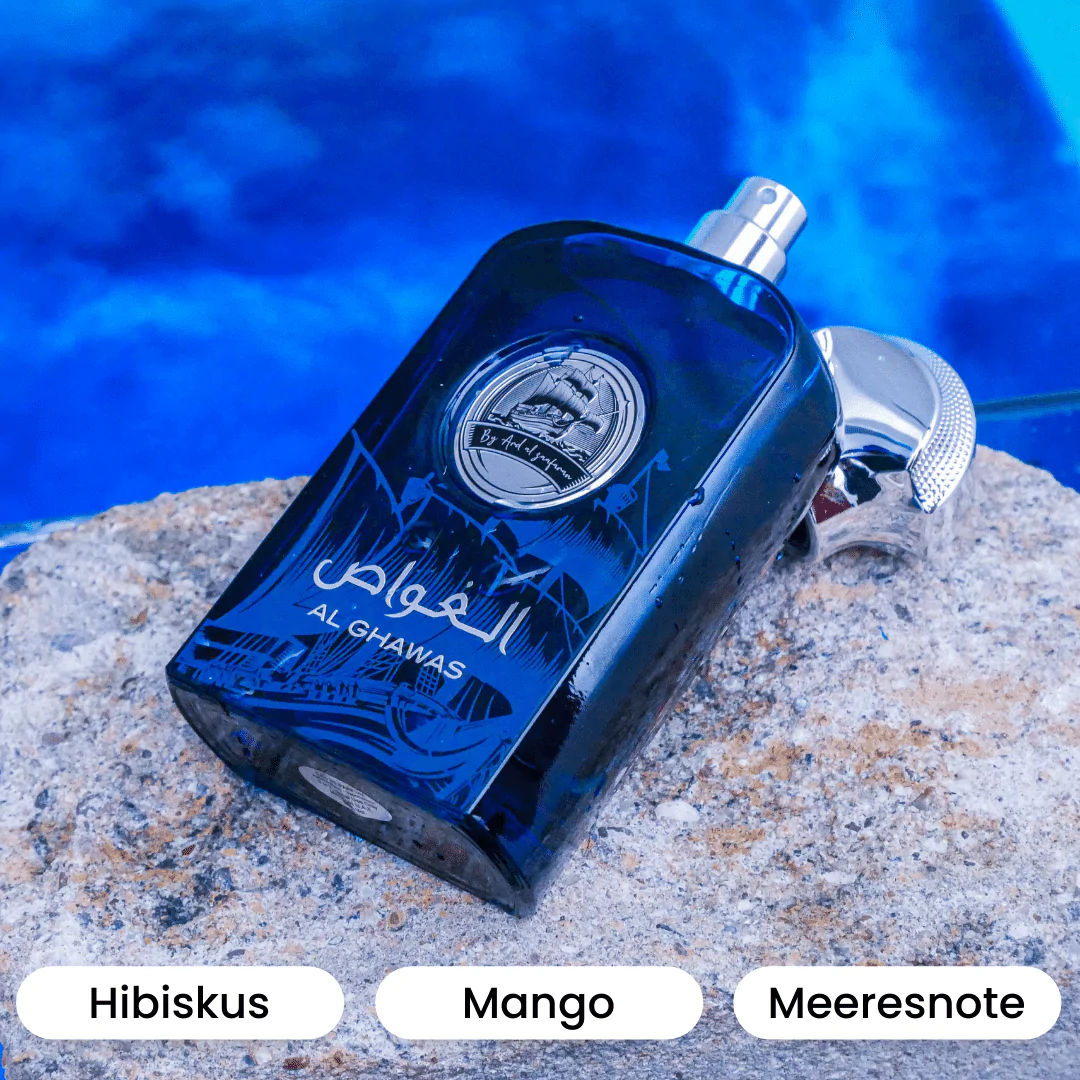 By Ard al zaafaran
الغواص
AL GHAWAS
Hibiskus
Mango
Meeresnote